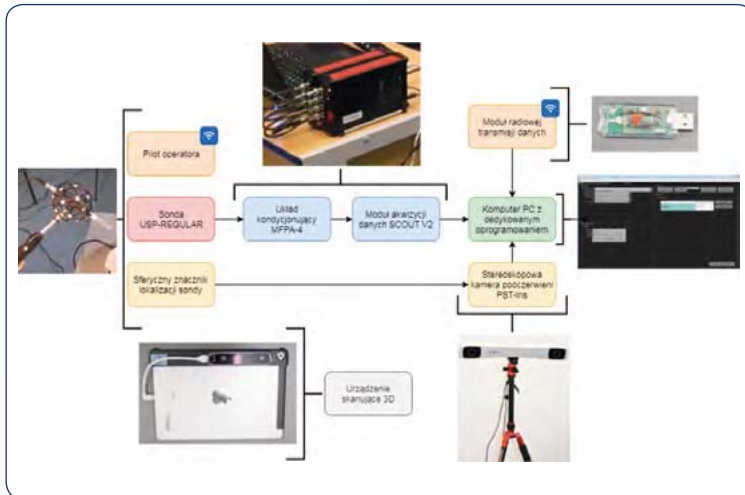 Pilot operatora
Moduł radiowej
transmisji danych
Sonda
USP-REGULAR
Układ
kondycjonujący
MFPA-4
Moduł akwizycji
danych SCOUT V2
Komputer PC z
dedykowanym
oprogramowaniem
Sferyczny znacznik
lokalizacji sondy
Stereoskopowa
kamera podczerwieni
PST-Iris
Urządzenie
skanujące 3D